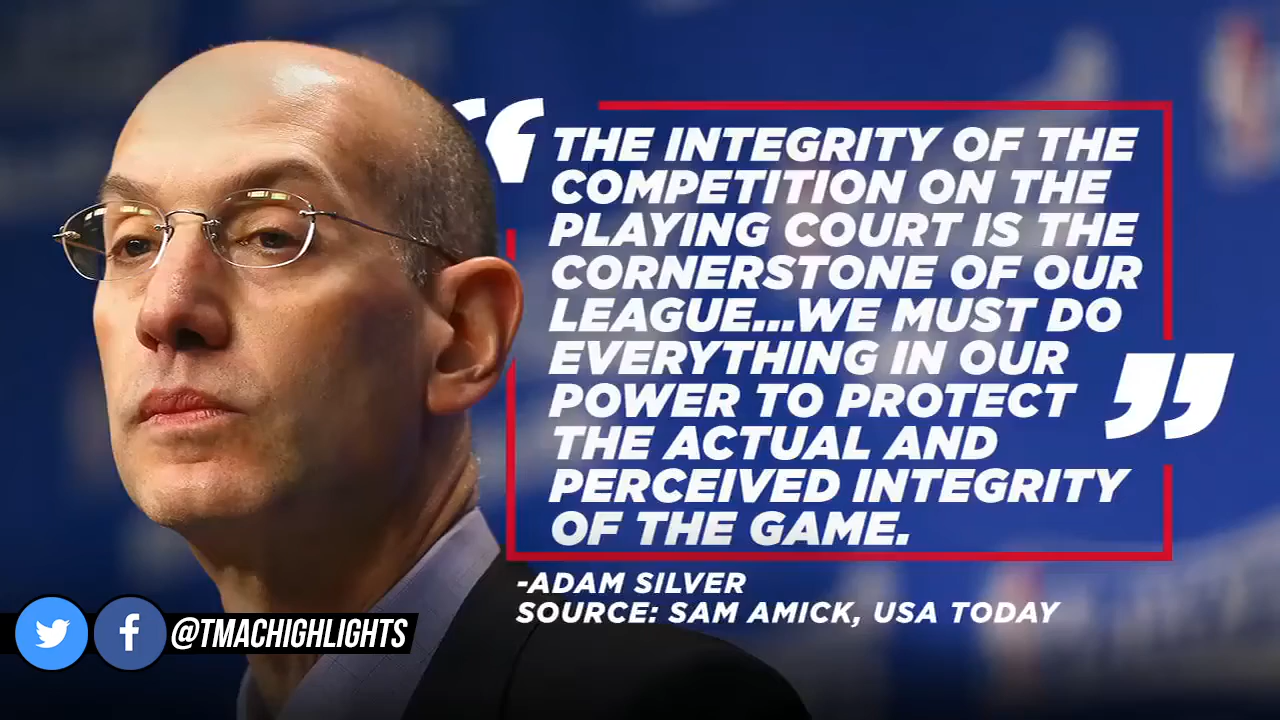 “
THE INTEGRITY OF THE
COMPETITION ON THE
PLAYING COURT IS THE
CORNERSTONE OF OUR
LEAGUE...WE MUST DO
EVERYTHING IN OUR
POWER TO PROTECT
THE ACTUAL AND
PERCEIVED INTEGRITY
OF THE GAME.
”
-ADAM SILVER
SOURCE: SAM AMICK, USA TODAY
@TMACHIGHLIGHTS